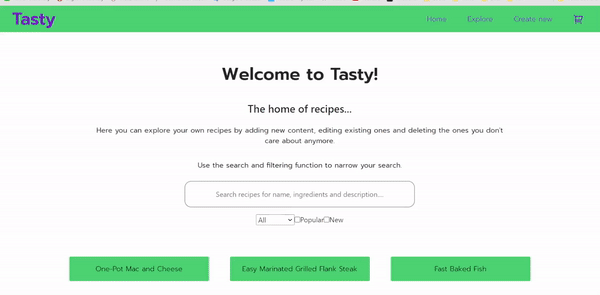 Tasty
Home Explore Create new
Welcome to Tasty!
The home of recipes...
Here you can explore your own recipes by adding new content, editing existing ones and deleting the ones you don't
care about anymore.
Use the search and filtering function to narrow your search.
Search recipes for name, ingredients and description....
All Popular New
One-Pot Mac and Cheese Easy Marinated Grilled Flank Steak Fast Baked Fish